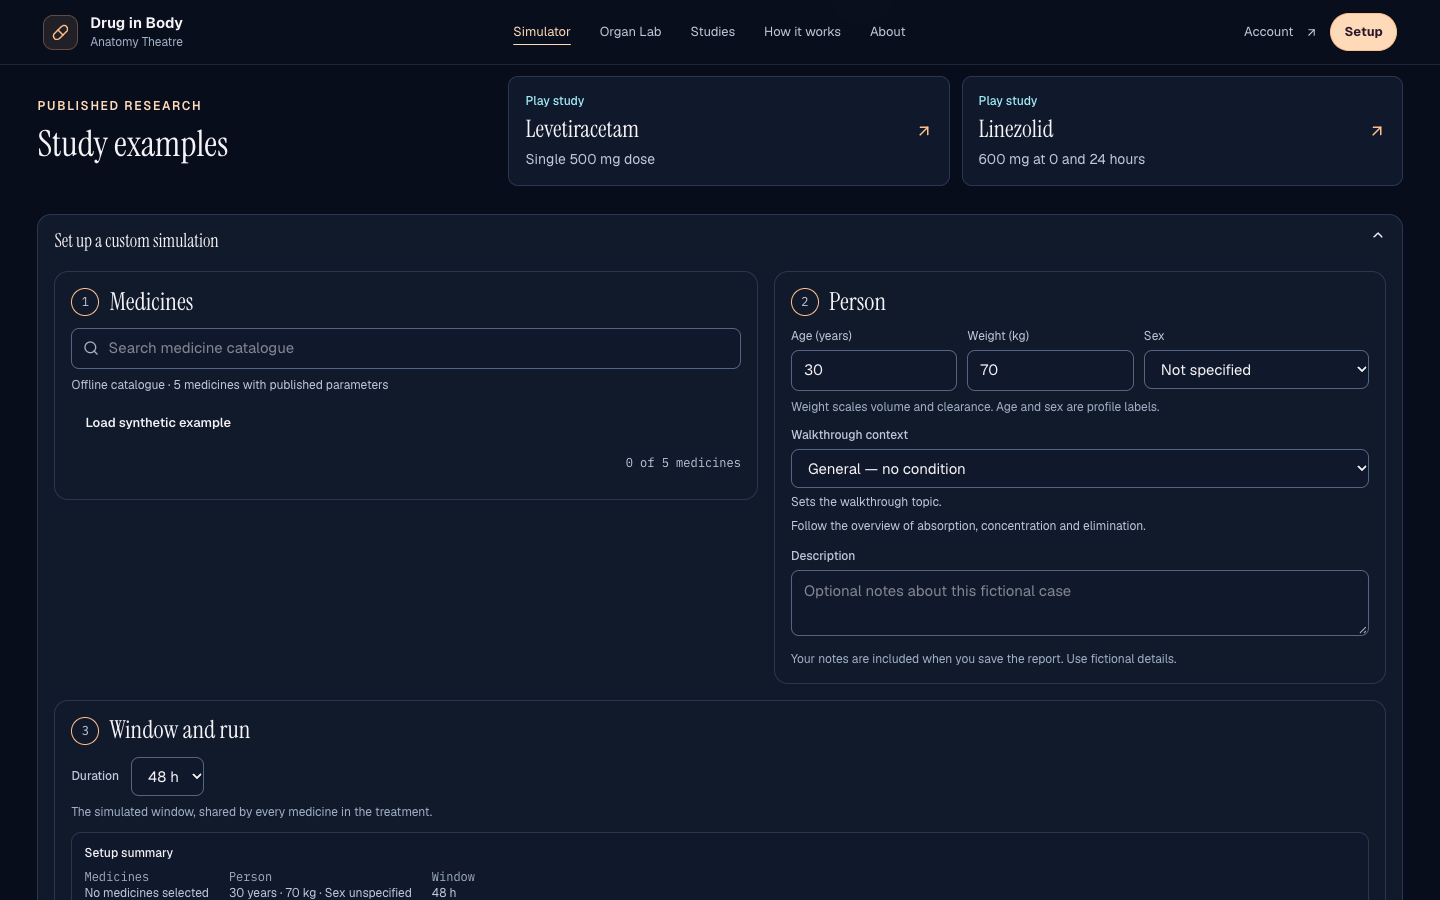 Drug in Body
Anatomy Theatre
Simulator
Organ Lab
Studies
How it works
About
Account
Setup
PUBLISHED RESEARCH
Study examples
Play study
Levetiracetam
Single 500 mg dose
Play study
Linezolid
600 mg at 0 and 24 hours
Set up a custom simulation
1 Medicines
Search medicine catalogue
Offline catalogue · 5 medicines with published parameters
Load synthetic example
0 of 5 medicines
2 Person
Age (years)
Weight (kg)
Sex
30
70
Not specified
Weight scales volume and clearance. Age and sex are profile labels.
Walkthrough context
General — no condition
Sets the walkthrough topic.
Follow the overview of absorption, concentration and elimination.
Description
Optional notes about this fictional case
Your notes are included when you save the report. Use fictional details.
3 Window and run
Duration
48 h
The simulated window, shared by every medicine in the treatment.
Setup summary
Medicines
No medicines selected
Person
30 years · 70 kg · Sex unspecified
Window
48 h